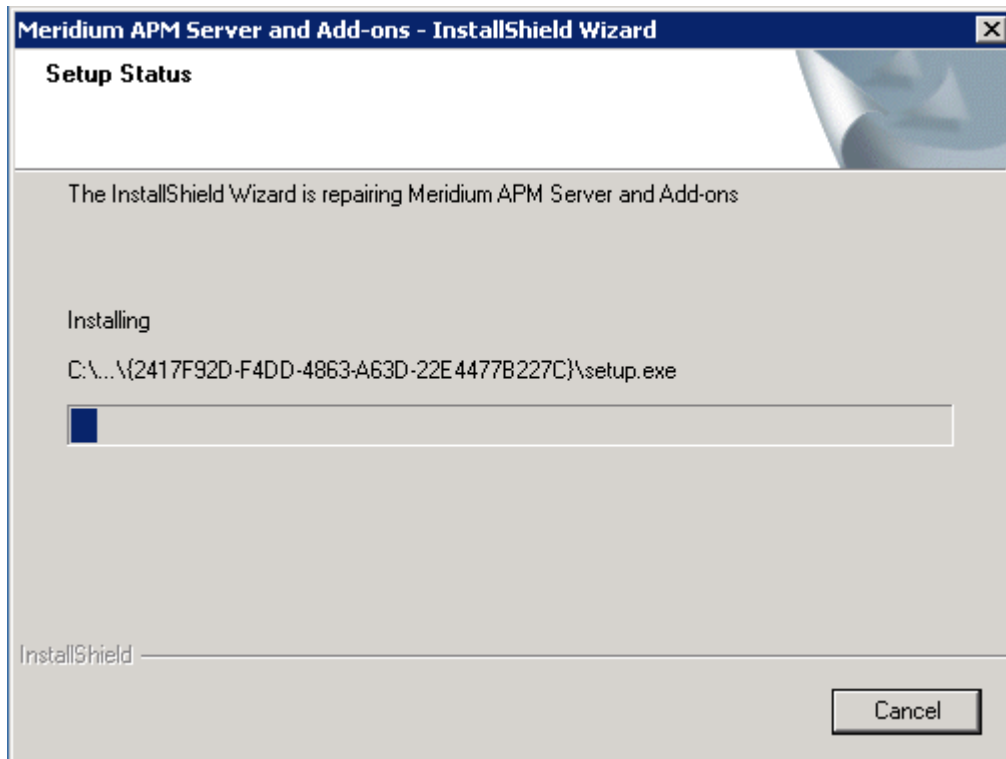 Meridium APM Server and Add-ons - InstallShield Wizard
Setup Status
The InstallShield Wizard is repairing Meridium APM Server and Add-ons
Installing
C:\...\{2417F92D-F4DD-4863-A63D-22E4477B227C}\setup.exe
InstallShield
Cancel